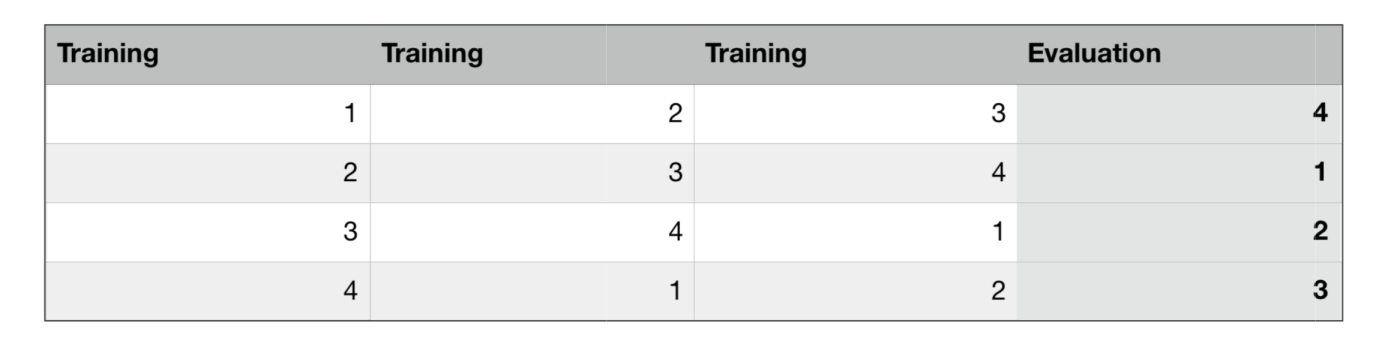 Training Training Training Evaluation
1 2 3 4
2 3 4 1
3 4 1 2
4 1 2 3